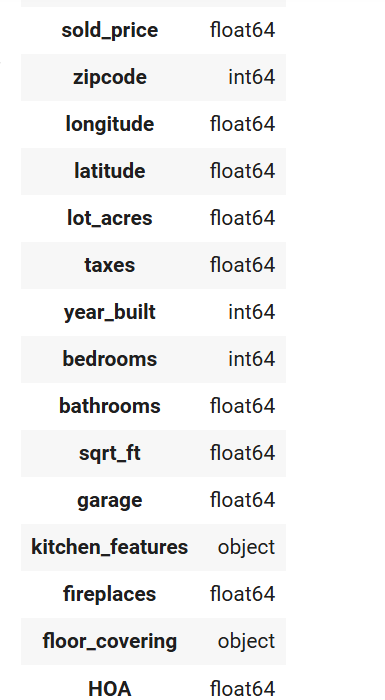 sold_price float64
zipcode int64
longitude float64
latitude float64
lot_acres float64
taxes float64
year_built int64
bedrooms int64
bathrooms float64
sqrt_ft float64
garage float64
kitchen_features object
fireplaces float64
floor_covering object
HOA float64